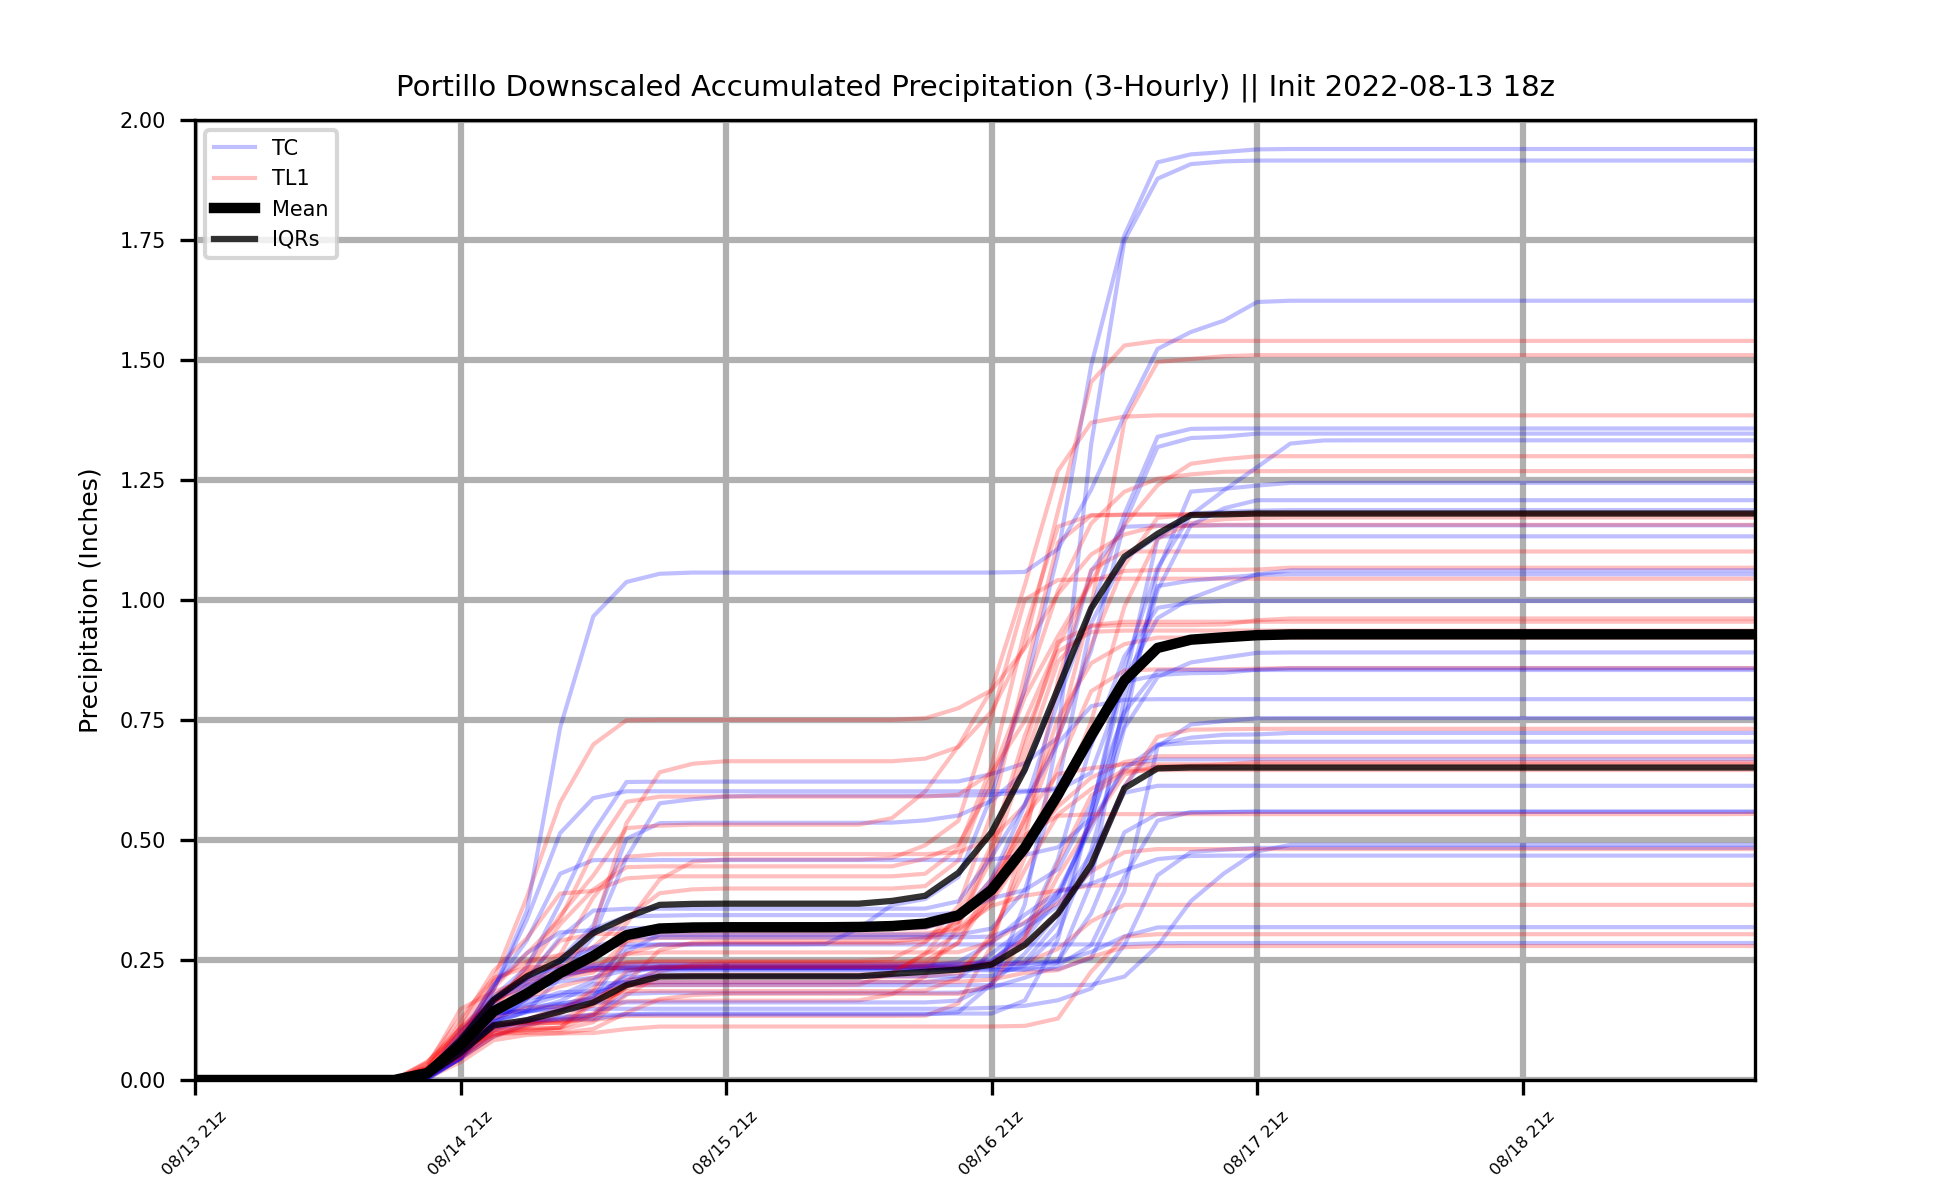 Portillo Downscaled Accumulated Precipitation (3-Hourly) || Init 2022-08-13 18z
Precipitation (Inches)
2.00
1.75
1.50
1.25
1.00
0.75
0.50
0.25
0.00
TC
TL1
Mean
IQRs
08/13 21z
08/14 21z
08/15 21z
08/16 21z
08/17 21z
08/18 21z